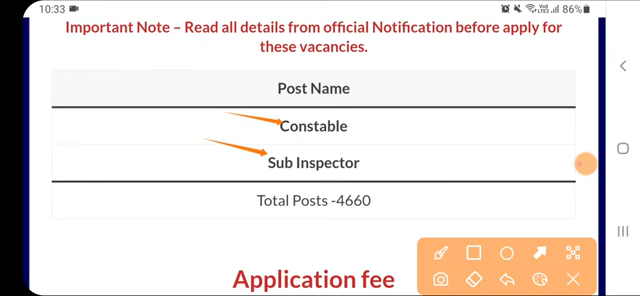 10:33
86%
Important Note – Read all details from official Notification before apply for
these vacancies.
Post Name
Constable
Sub Inspector
Total Posts -4660
Application fee